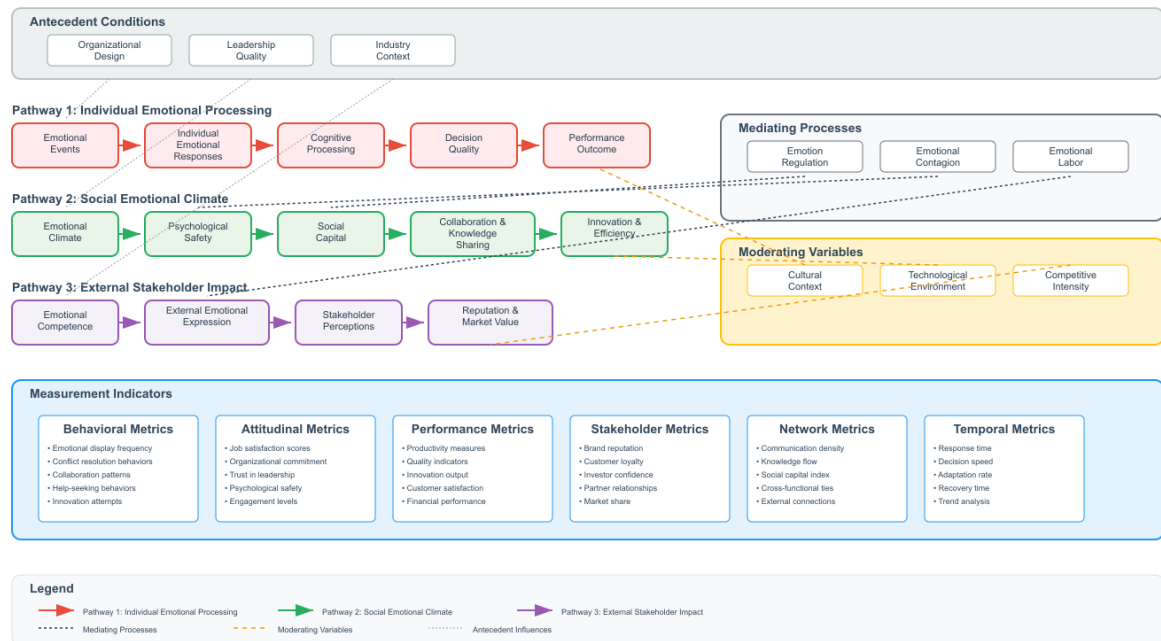 Antecedent Conditions
Organizational
Design
Leadership
Quality
Industry
Context
Pathway 1: Individual Emotional Processing
Emotional
Events
Individual
Emotional
Responses
Cognitive
Processing
Decision
Quality
Performance
Outcome
Mediating Processes
Emotion
Regulation
Emotional
Contagion
Emotional
Labor
Pathway 2: Social Emotional Climate
Emotional
Climate
Psychological
Safety
Social
Capital
Collaboration &
Knowledge
Sharing
Innovation &
Efficiency
Moderating Variables
Cultural
Context
Technological
Environment
Competitive
Intensity
Pathway 3: External Stakeholder Impact
Emotional
Competence
External Emotional
Expression
Stakeholder
Perceptions
Reputation &
Market Value
Measurement Indicators
Behavioral Metrics
• Emotional display frequency
• Conflict resolution behaviors
• Collaboration patterns
• Help-seeking behaviors
• Innovation attempts
Attitudinal Metrics
• Job satisfaction scores
• Organizational commitment
• Trust in leadership
• Psychological safety
• Engagement levels
Performance Metrics
• Productivity measures
• Quality indicators
• Innovation output
• Customer satisfaction
• Financial performance
Stakeholder Metrics
• Brand reputation
• Customer loyalty
• Investor confidence
• Partner relationships
• Market share
Network Metrics
• Communication density
• Knowledge flow
• Social capital index
• Cross-functional ties
• External connections
Temporal Metrics
• Response time
• Decision speed
• Adaptation rate
• Recovery time
• Trend analysis
Legend
Pathway 1: Individual Emotional Processing
Pathway 2: Social Emotional Climate
Pathway 3: External Stakeholder Impact
Mediating Processes
Moderating Variables
Antecedent Influences